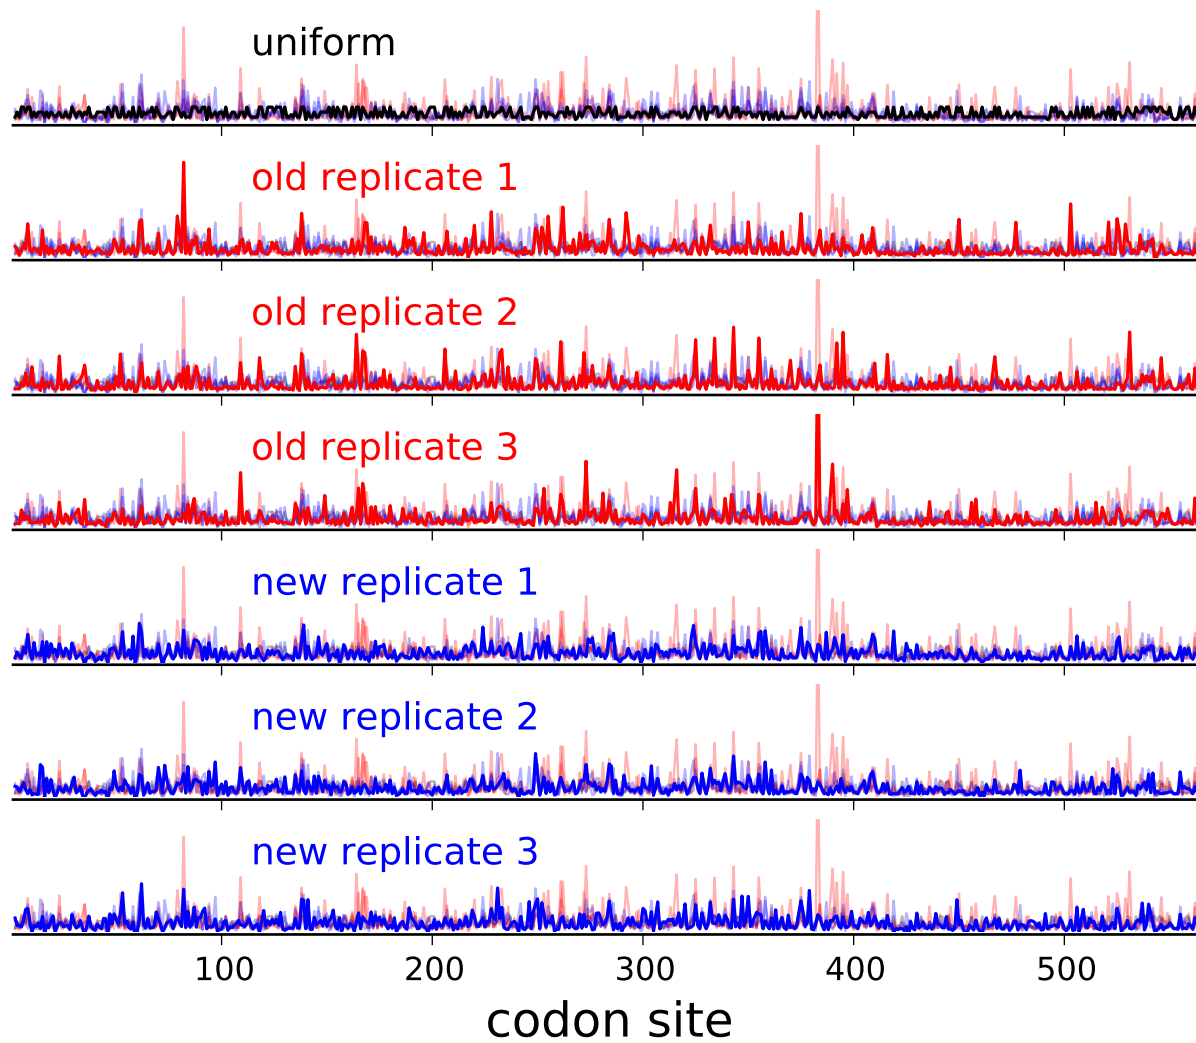 uniform
old replicate 1
old replicate 2
old replicate 3
new replicate 1
new replicate 2
new replicate 3
100 200 300 400 500
codon site